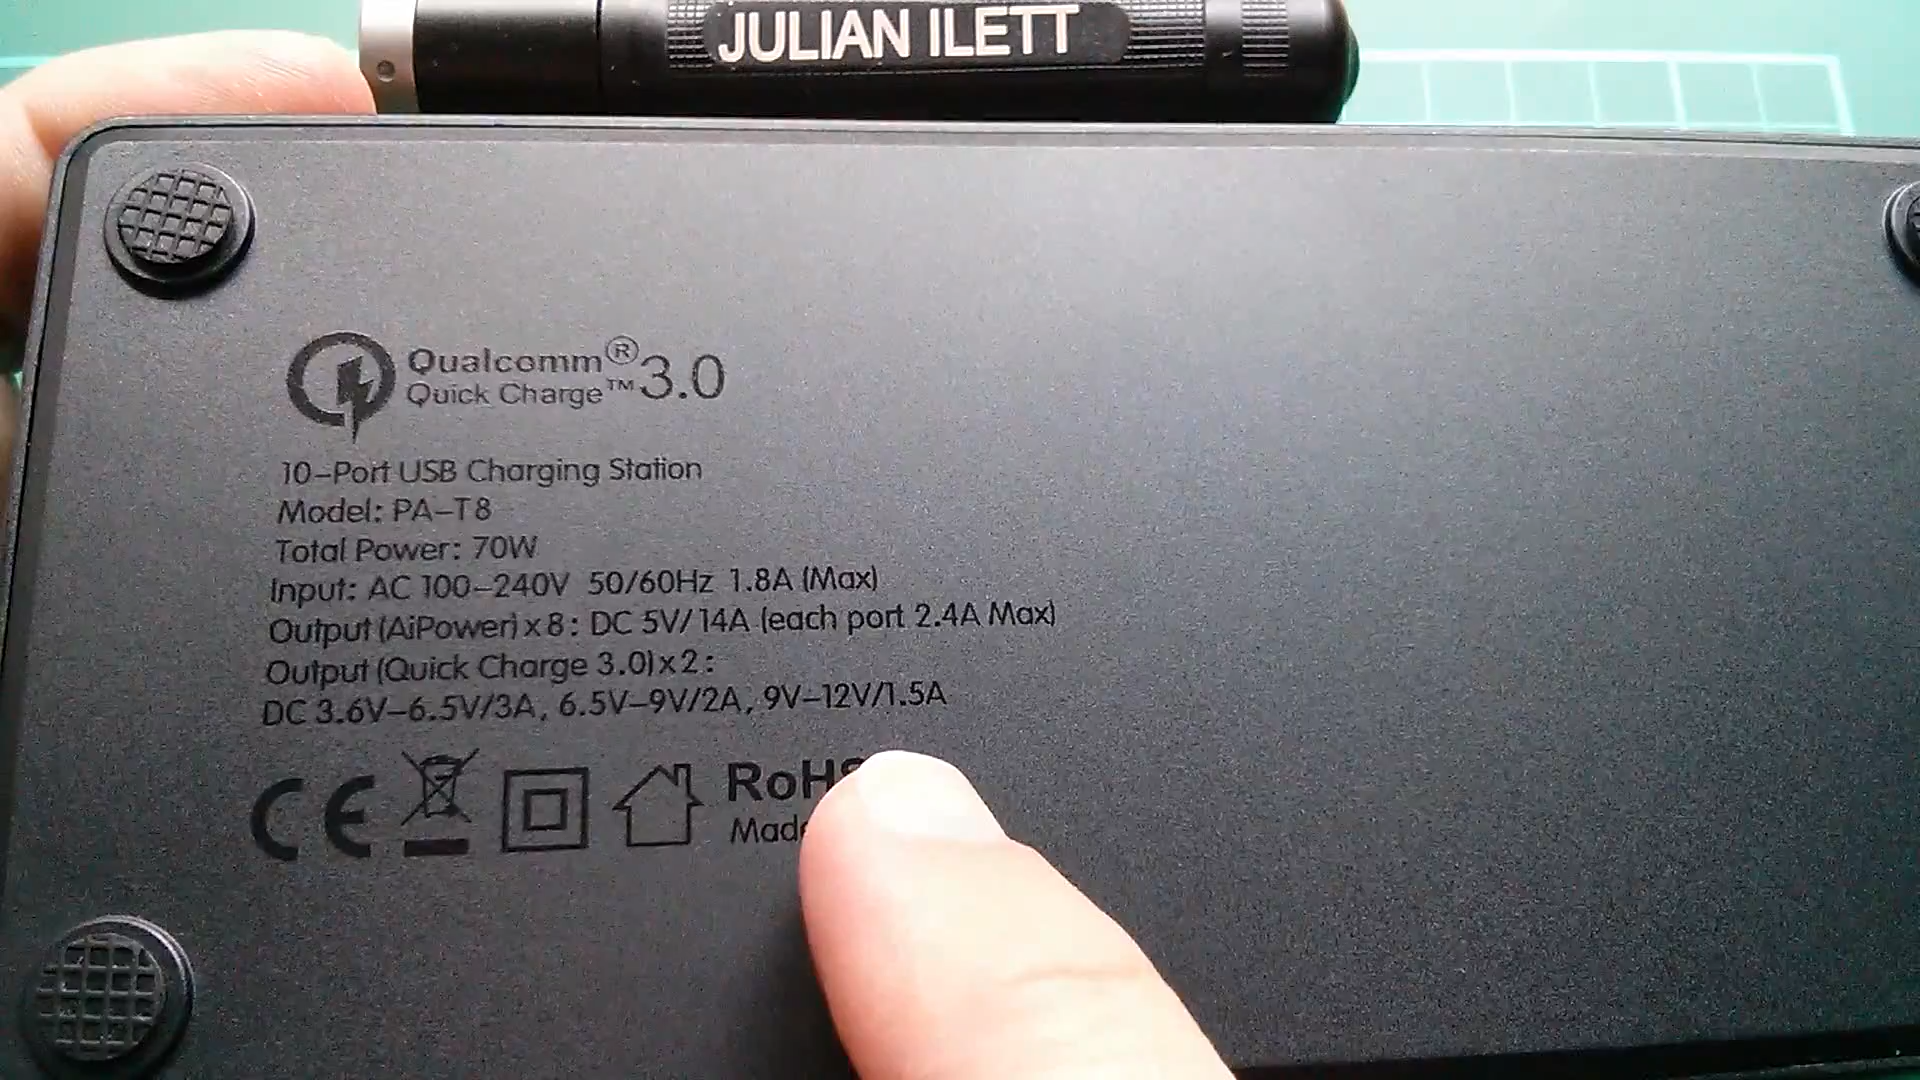 JULIAN ILETT
Qualcomm® 3.0
Quick Charge™
10-Port USB Charging Station
Model: PA-T8
Total Power: 70W
Input: AC 100-240V 50/60Hz 1.8A (Max)
Output (AiPower) x 8 : DC 5V/14A (each port 2.4A Max)
Output (Quick Charge 3.0) x 2 :
DC 3.6V-6.5V/3A, 6.5V-9V/2A, 9V-12V/1.5A
CE RoHS